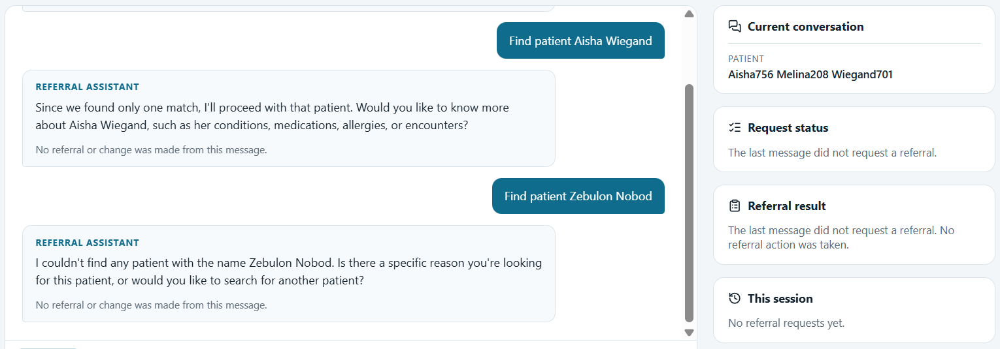 Find patient Aisha Wiegand
REFERRAL ASSISTANT
Since we found only one match, I'll proceed with that patient. Would you like to know more
about Aisha Wiegand, such as her conditions, medications, allergies, or encounters?
No referral or change was made from this message.
Find patient Zebulon Nobod
REFERRAL ASSISTANT
I couldn't find any patient with the name Zebulon Nobod. Is there a specific reason you're looking
for this patient, or would you like to search for another patient?
No referral or change was made from this message.
Current conversation
PATIENT
Aisha756 Melina208 Wiegand701
Request status
The last message did not request a referral.
Referral result
The last message did not request a referral. No
referral action was taken.
This session
No referral requests yet.